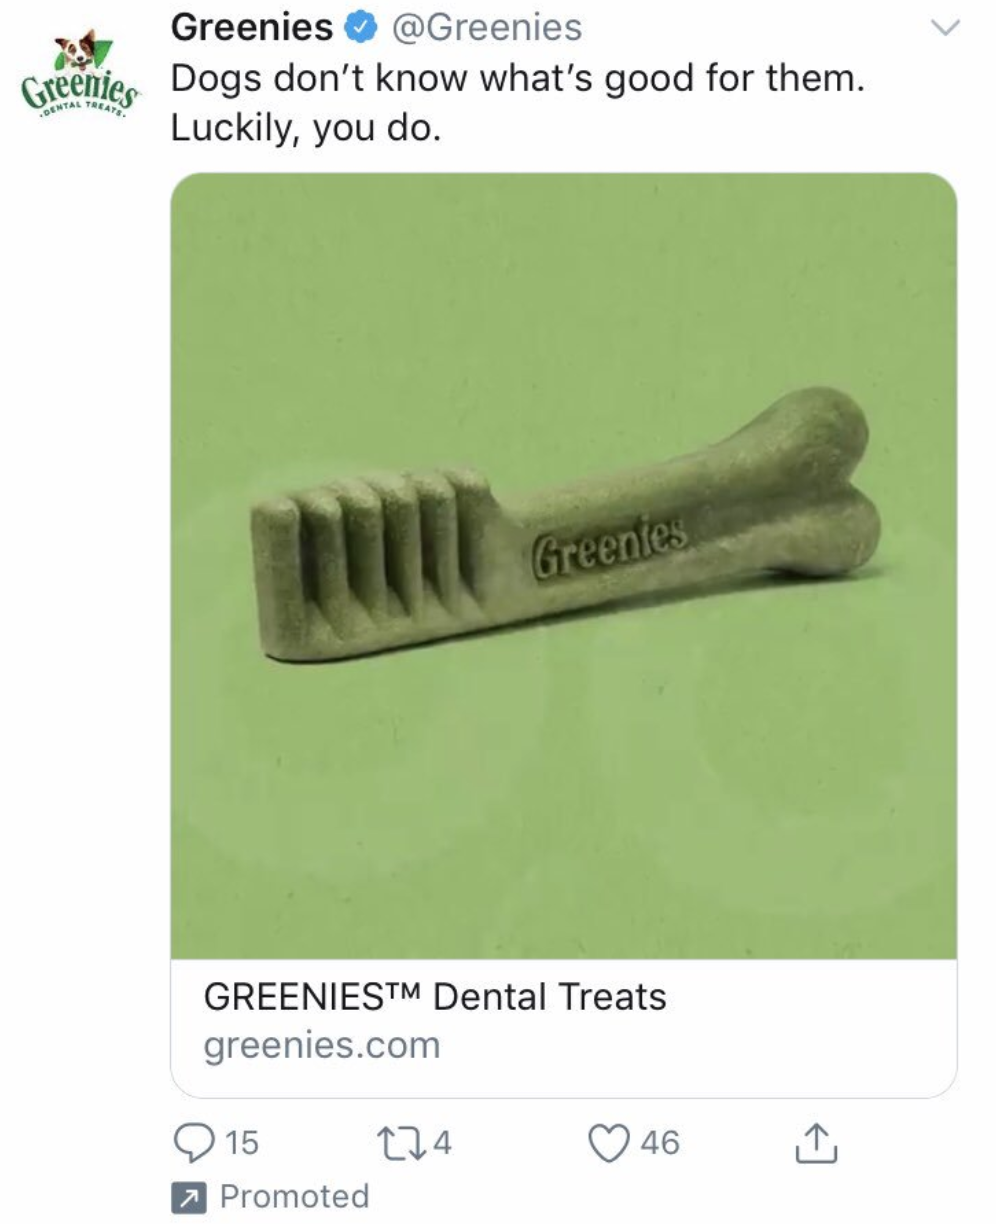 Greenies @Greenies
Greenies
DENTAL TREATS
Dogs don't know what's good for them.
Luckily, you do.
Greenies
GREENIES™ Dental Treats
greenies.com
15 4 46
Promoted